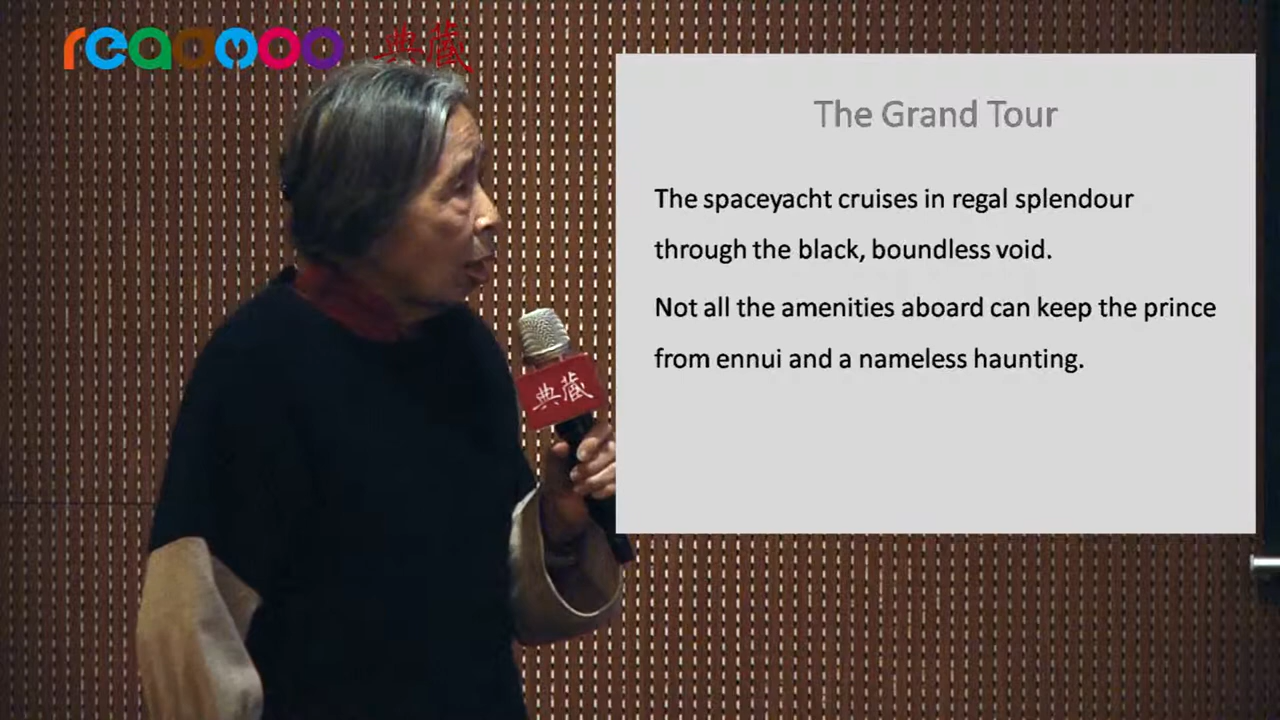 readmoo 典藏
The Grand Tour
The spaceyacht cruises in regal splendour
through the black, boundless void.
Not all the amenities aboard can keep the prince
from ennui and a nameless haunting.
典藏